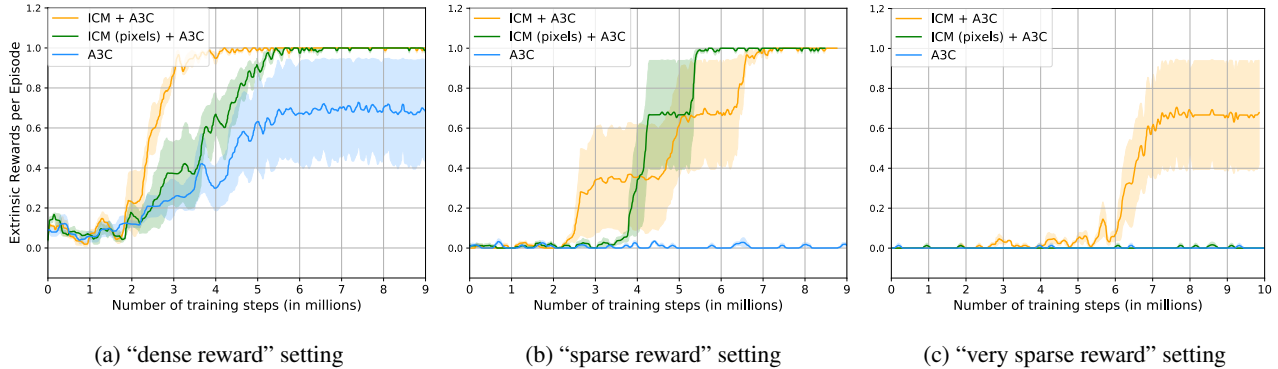 Extrinsic Rewards per Episode
1.2
1.0
0.8
0.6
0.4
0.2
0.0
ICM + A3C
ICM (pixels) + A3C
A3C
0 1 2 3 4 5 6 7 8 9
Number of training steps (in millions)
(a) “dense reward” setting
1.2
1.0
0.8
0.6
0.4
0.2
0.0
ICM + A3C
ICM (pixels) + A3C
A3C
0 1 2 3 4 5 6 7 8 9
Number of training steps (in millions)
(b) “sparse reward” setting
1.2
1.0
0.8
0.6
0.4
0.2
0.0
ICM + A3C
ICM (pixels) + A3C
A3C
0 1 2 3 4 5 6 7 8 9 10
Number of training steps (in millions)
(c) “very sparse reward” setting